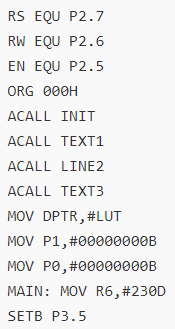 RS EQU P2.7
RW EQU P2.6
EN EQU P2.5
ORG 000H
ACALL INIT
ACALL TEXT1
ACALL LINE2
ACALL TEXT3
MOV DPTR,#LUT
MOV P1,#00000000B
MOV P0,#00000000B
MAIN: MOV R6,#230D
SETB P3.5